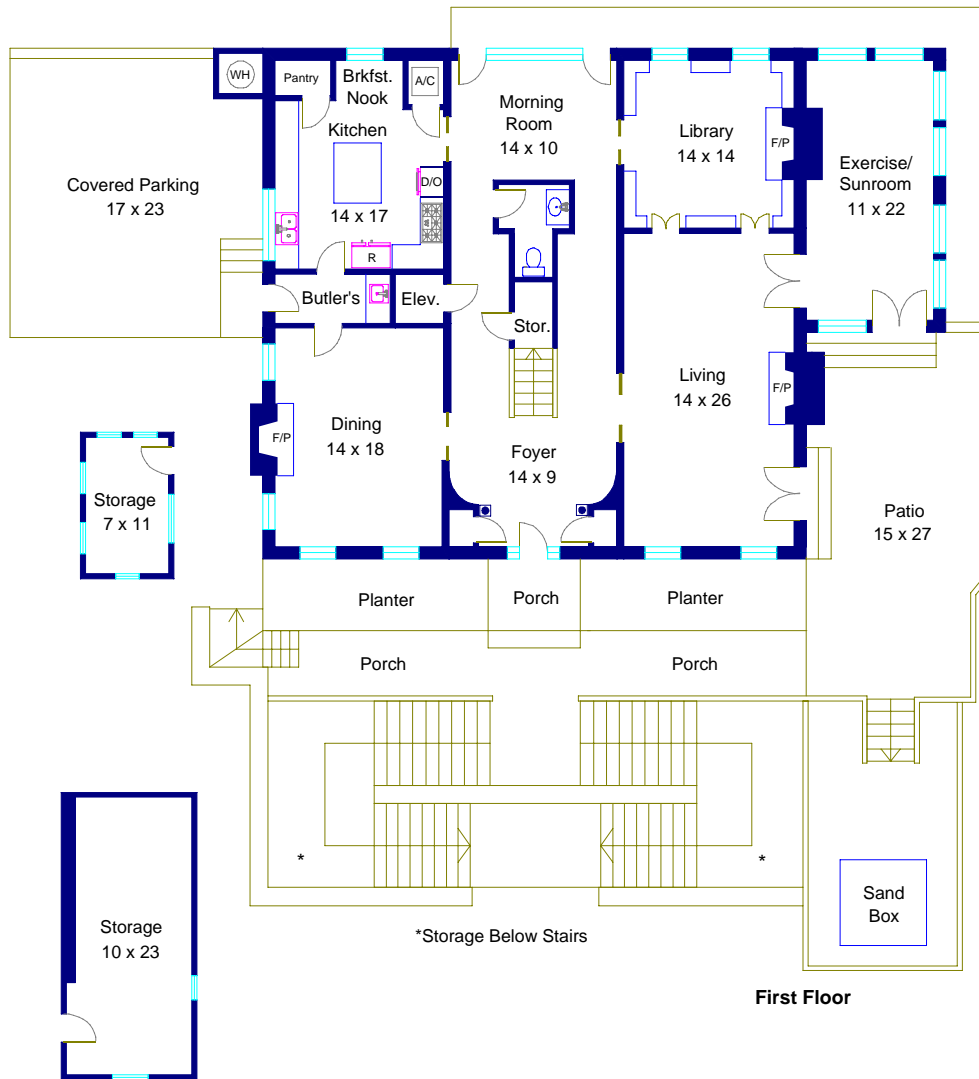 WH
Pantry
Brkfst.
Nook
A/C
Morning
Room
14 x 10
Library
14 x 14
F/P
Exercise/
Sunroom
11 x 22
Covered Parking
17 x 23
Kitchen
14 x 17
D/O
R
Butler's
Elev.
Stor.
Living
14 x 26
F/P
Dining
14 x 18
F/P
Foyer
14 x 9
Storage
7 x 11
Patio
15 x 27
Planter
Porch
Planter
Porch
Porch
*
*
Sand
Box
*Storage Below Stairs
Storage
10 x 23
First Floor